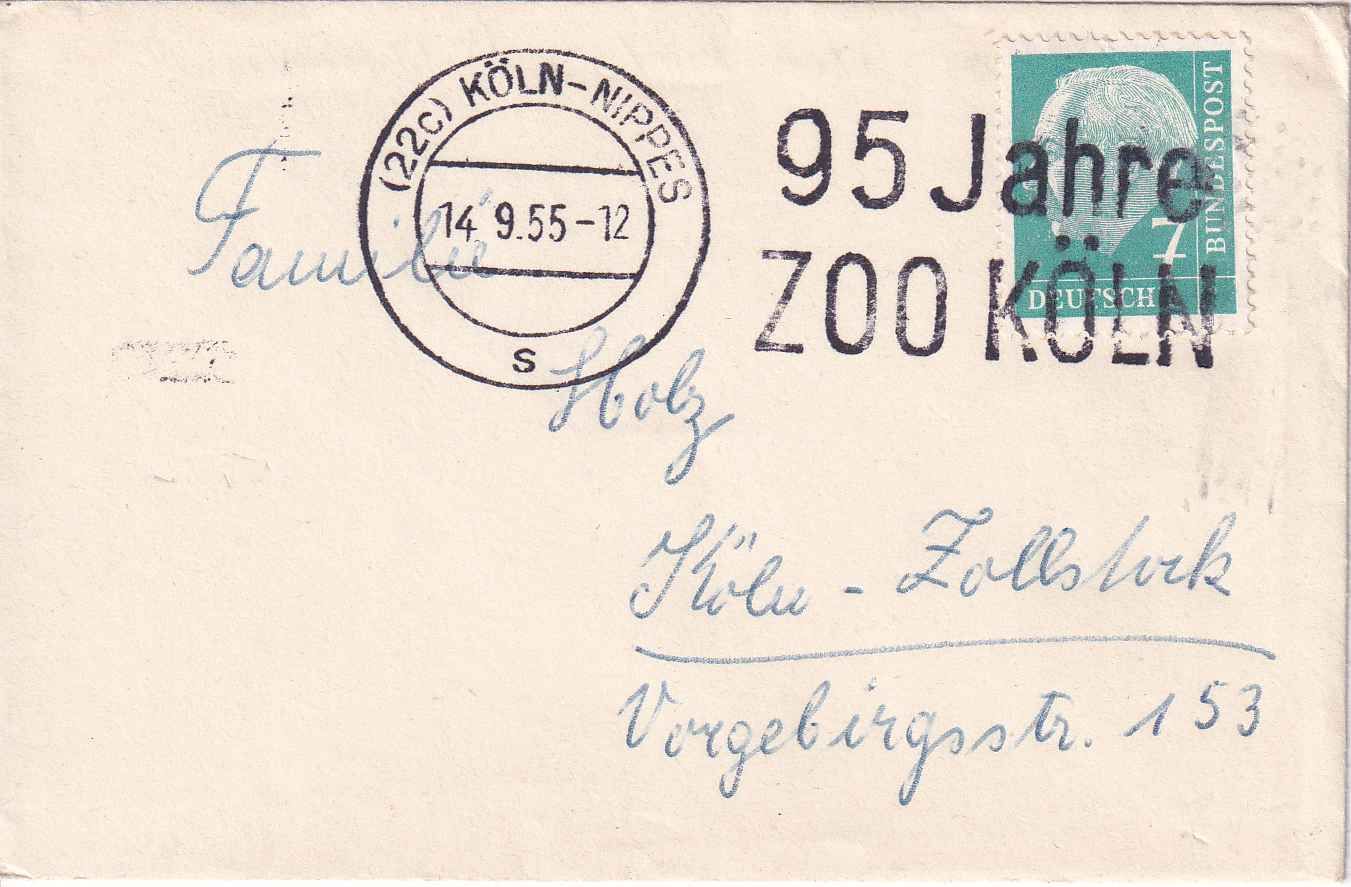 (22c) KÖLN-NIPPES
14. 9.55-12
s
95 Jahre
ZOO KÖLN
7
DEUTSCHE
BUNDESPOST
Familie
Holz
Köln - Zollstock
Vorgebirgsstr. 153